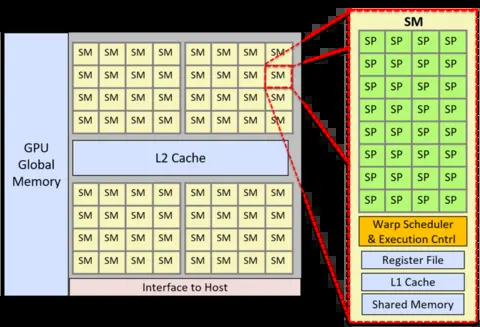 GPU
Global
Memory
SM SM SM SM SM SM SM SM
SM SM SM SM SM SM SM SM
SM SM SM SM SM SM SM SM
SM SM SM SM SM SM SM SM
L2 Cache
SM SM SM SM SM SM SM SM
SM SM SM SM SM SM SM SM
SM SM SM SM SM SM SM SM
SM SM SM SM SM SM SM SM
Interface to Host
SM
SP SP SP SP
SP SP SP SP
SP SP SP SP
SP SP SP SP
SP SP SP SP
SP SP SP SP
SP SP SP SP
SP SP SP SP
Warp Scheduler
& Execution Cntrl
Register File
L1 Cache
Shared Memory